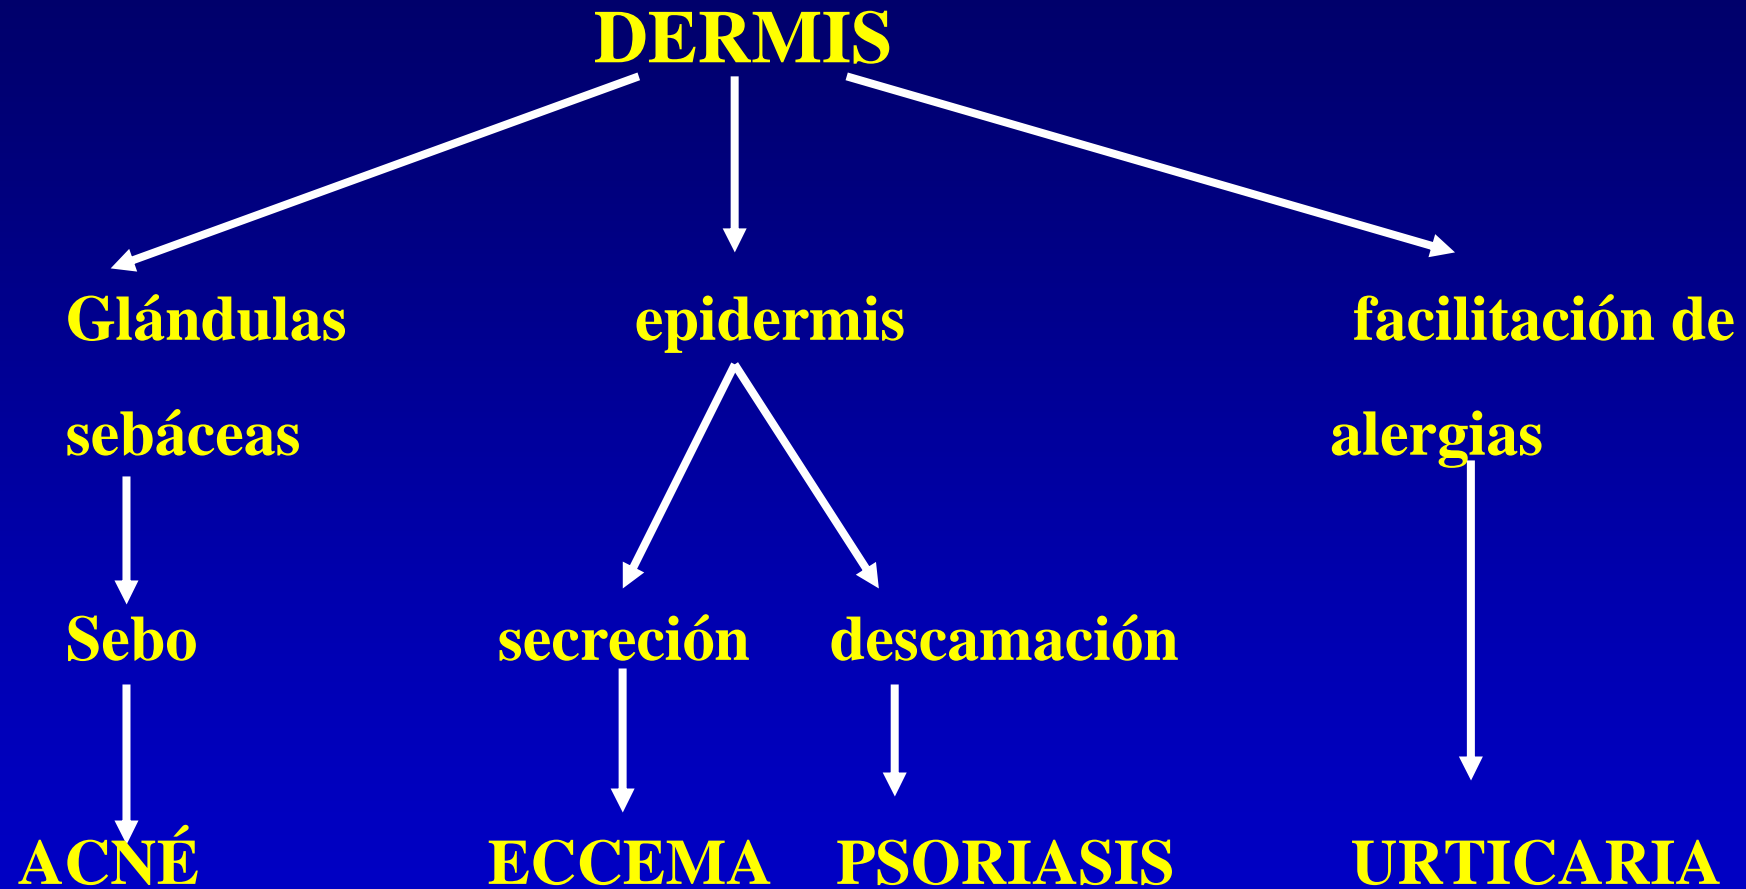 DERMIS
Glándulas epidermis facilitación de
sebáceas alergias
Sebo secreción descamación
ACNÉ ECCEMA PSORIASIS URTICARIA